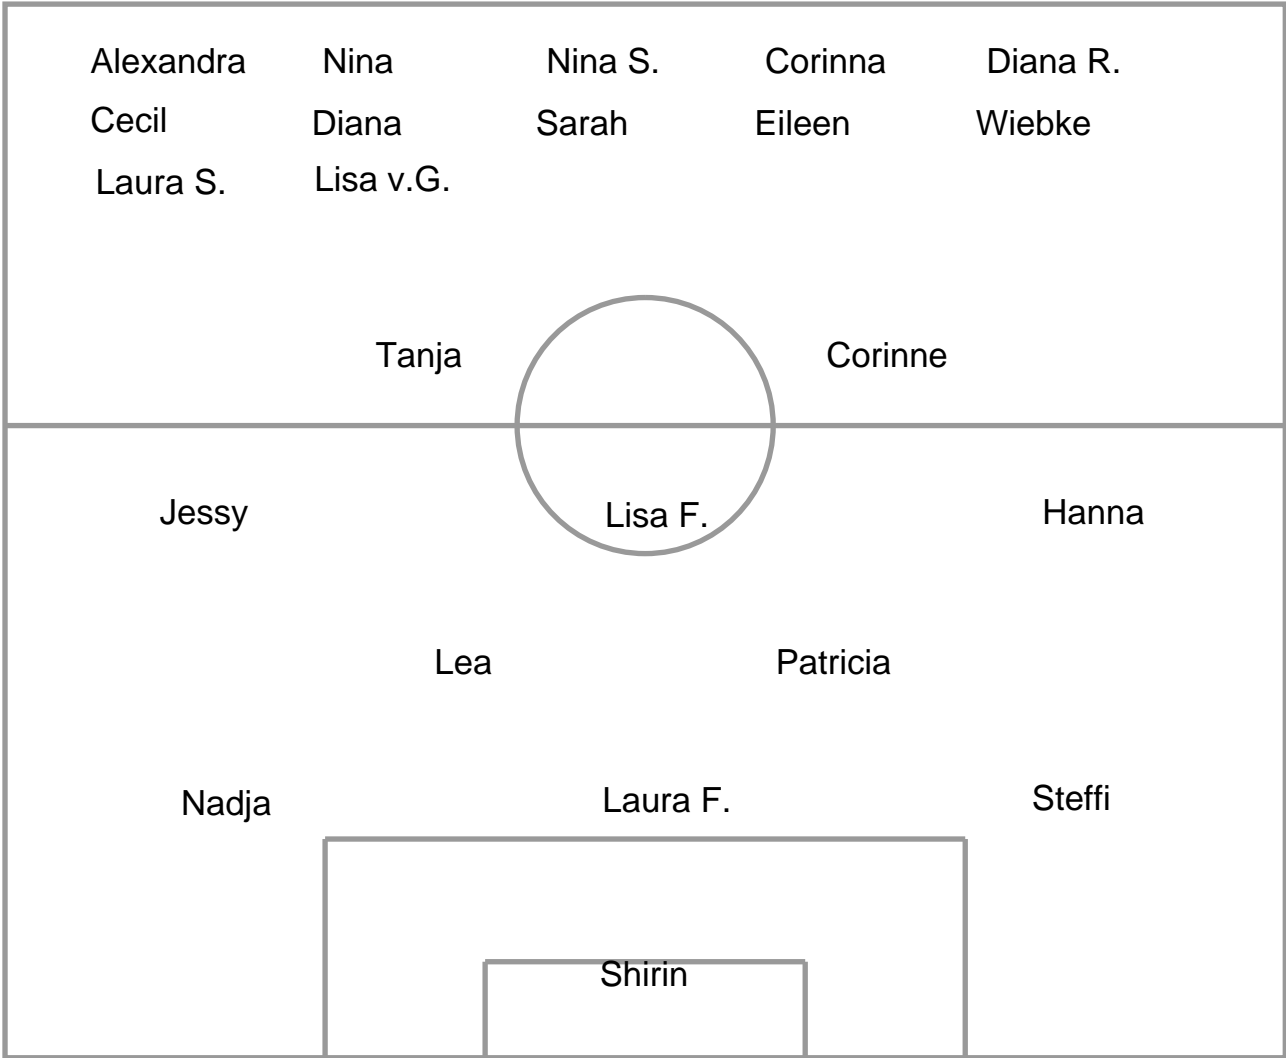 Alexandra Nina Nina S. Corinna Diana R.
Cecil Diana Sarah Eileen Wiebke
Laura S. Lisa v.G.
Tanja Corinne
Jessy Lisa F. Hanna
Lea Patricia
Nadja Laura F. Steffi
Shirin